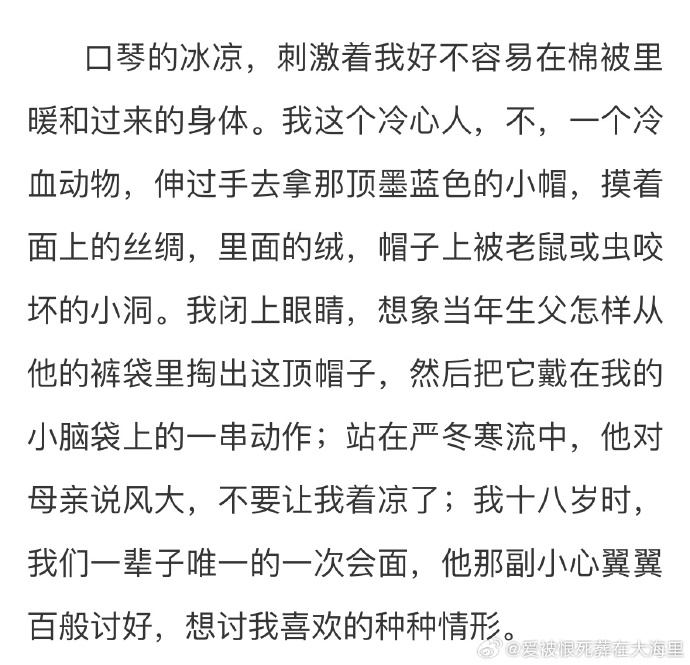 口琴的冰凉，刺激着我好不容易在棉被里
暖和过来的身体。我这个冷心人，不，一个冷
血动物，伸过手去拿那顶墨蓝色的小帽，摸着
面上的丝绸，里面的绒，帽子上被老鼠或虫咬
坏的小洞。我闭上眼睛，想象当年生父怎样从
他的裤袋里掏出这顶帽子，然后把它戴在我的
小脑袋上的一串动作；站在严冬寒流中，他对
母亲说风大，不要让我着凉了；我十八岁时，
我们一辈子唯一的一次会面，他那副小心翼翼
百般讨好，想讨我喜欢的种种情形。
@爱被恨死葬在大海里